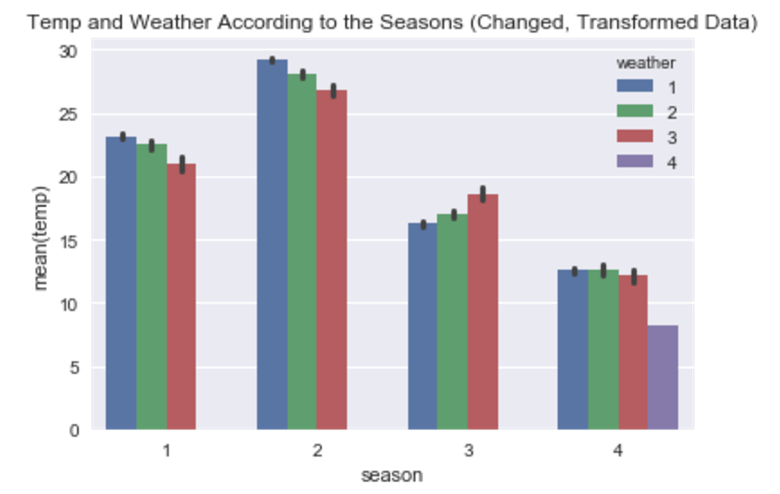 Temp and Weather According to the Seasons (Changed, Transformed Data)
30
25
20
15
10
5
0
mean(temp)
weather
1
2
3
4
1 2 3 4
season